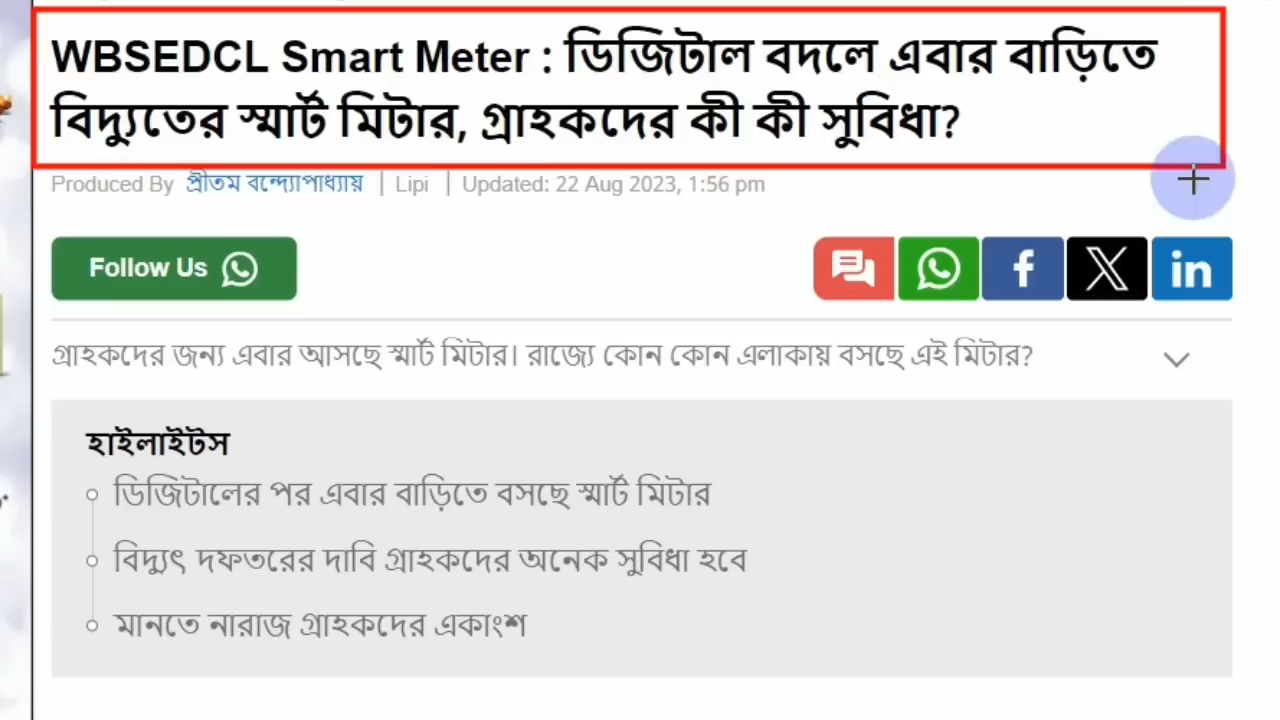 WBSEDCL Smart Meter : ডিজিটাল বদলে এবার বাড়িতে
বিদ্যুতের স্মার্ট মিটার, গ্রাহকদের কী কী সুবিধা?
Produced By প্রীতম বন্দ্যোপাধ্যায় | Lipi | Updated: 22 Aug 2023, 1:56 pm
Follow Us
গ্রাহকদের জন্য এবার আসছে স্মার্ট মিটার। রাজ্যে কোন কোন এলাকায় বসছে এই মিটার?
হাইলাইটস
ডিজিটালের পর এবার বাড়িতে বসছে স্মার্ট মিটার
বিদ্যুৎ দফতরের দাবি গ্রাহকদের অনেক সুবিধা হবে
মানতে নারাজ গ্রাহকদের একাংশ